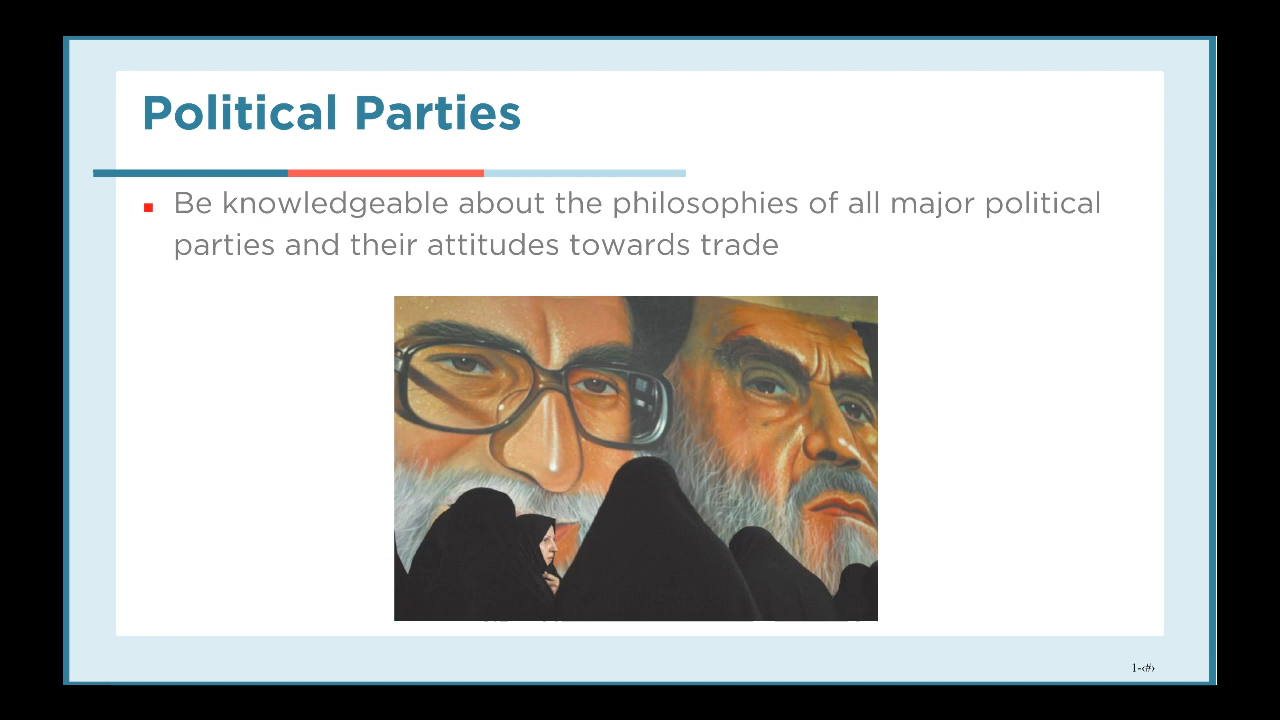 Political Parties
Be knowledgeable about the philosophies of all major political
parties and their attitudes towards trade
1-‹#›